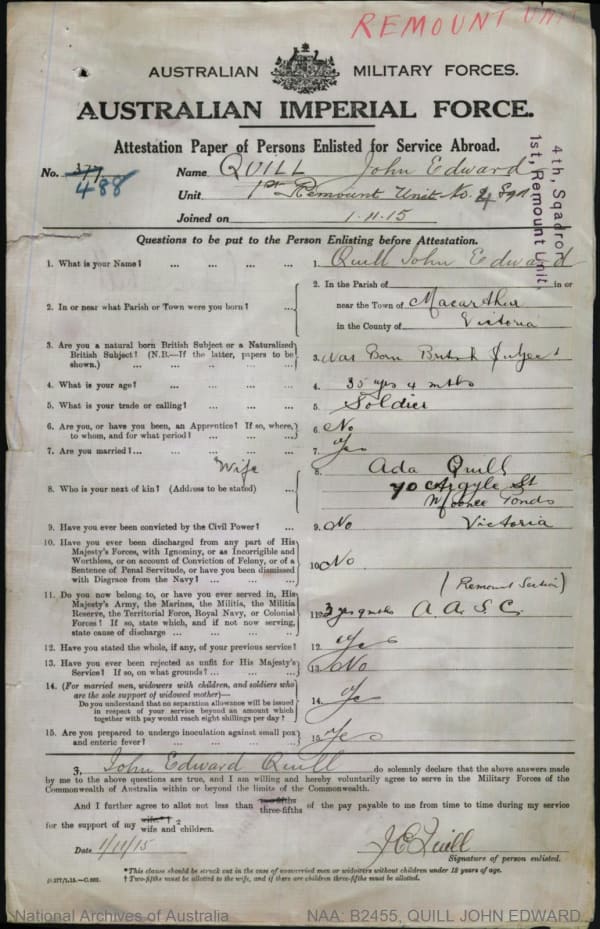 REMOUNT UNIT
AUSTRALIAN MILITARY FORCES.
AUSTRALIAN IMPERIAL FORCE.
Attestation Paper of Persons Enlisted for Service Abroad.
No. 377 488
Name QUILL John Edward
Unit 1st Remount Unit No. 4 Sqn
Joined on 1.11.15
4th. Sqadron
1st, Remount Unit,
Questions to be put to the Person Enlisting before Attestation.
1. What is your Name? ... ... ... ...
1. Quill John Edward
2. In or near what Parish or Town were you born? ...
2. In the Parish of in or
near the Town of Macarthur
in the County of Victoria
3. Are you a natural born British Subject or a Naturalized
British Subject? (N.B.—If the latter, papers to be
shown.) ... ... ... ...
3. Nat Born British Subject
4. What is your age? ... ... ... ...
4. 35 yrs 4 mths
5. What is your trade or calling? ... ... ...
5. Soldier
6. Are you, or have you been, an Apprentice? If so, where,
to whom, and for what period? ... ... ...
6. No
7. Are you married?... ... ... ... ...
7. Yes
8. Who is your next of kin? (Address to be stated) ...
Wife
8. Ada Quill
70 Argyle St
Moonee Ponds
Victoria
9. Have you ever been convicted by the Civil Power? ...
9. No
10. Have you ever been discharged from any part of His
Majesty's Forces, with Ignominy, or as Incorrigible and
Worthless, or on account of Conviction of Felony, or of a
Sentence of Penal Servitude, or have you been dismissed
with Disgrace from the Navy? ... ... ...
10. No
11. Do you now belong to, or have you ever served in, His
Majesty's Army, the Marines, the Militia, the Militia
Reserve, the Territorial Force, Royal Navy, or Colonial
Forces? If so, state which, and if not now serving,
state cause of discharge ... ... ...
(Remount Section)
11. 3 yrs 9 mths A. A. S. C.
12. Have you stated the whole, if any, of your previous service?
12. Yes
13. Have you ever been rejected as unfit for His Majesty's
Service? If so, on what grounds? ... ... ...
13. No
14. (For married men, widowers with children, and soldiers who
are the sole support of widowed mother)—
Do you understand that no separation allowance will be issued
in respect of your service beyond an amount which
together with pay would reach eight shillings per day?
14. Yes
15. Are you prepared to undergo inoculation against small pox
and enteric fever? ... ... ... ...
15. Yes
I, John Edward Quill do solemnly declare that the above answers made
by me to the above questions are true, and I am willing and hereby voluntarily agree to serve in the Military Forces of the
Commonwealth of Australia within or beyond the limits of the Commonwealth.
And I further agree to allot not less than two-fifths three-fifths of the pay payable to me from time to time during my service
for the support of my wife*† wife and children.
Date 1/11/15
J E Quill
Signature of person enlisted.
* This clause should be struck out in the case of unmarried men or widowers without children under 18 years of age.
† Two-fifths must be allotted to the wife, and if there are children three-fifths must be allotted.
National Archives of Australia
NAA: B2455, QUILL JOHN EDWARD